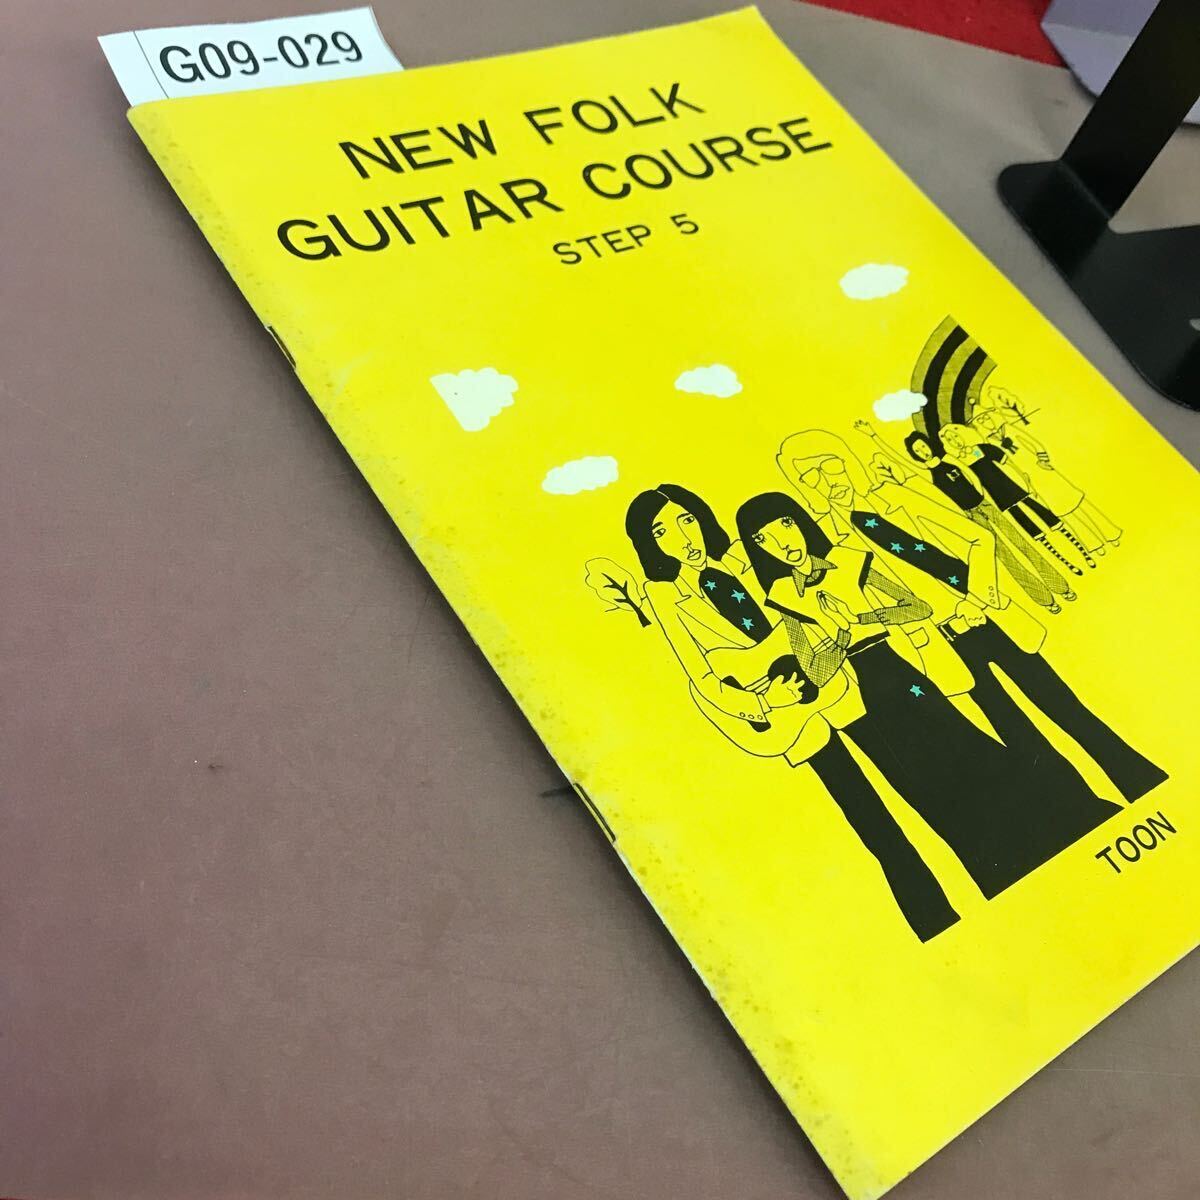 G09-029
NEW FOLK
GUITAR COURSE
STEP 5
TOON